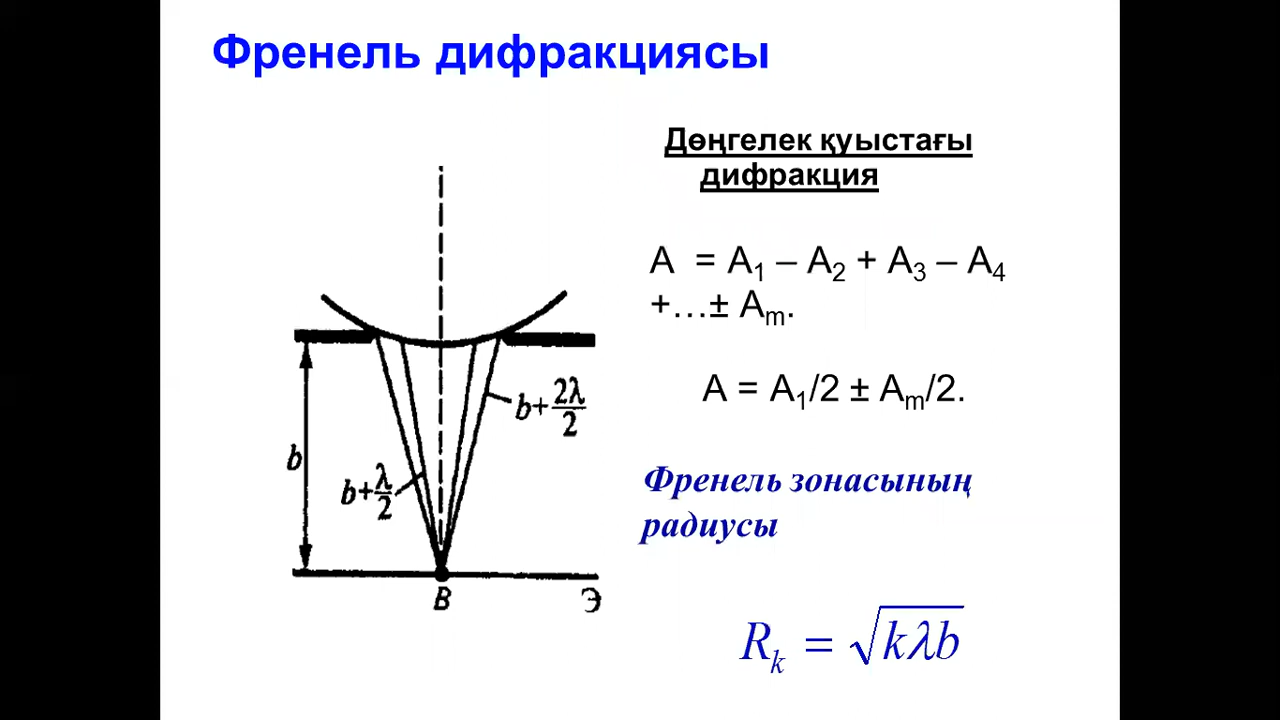 Френель дифракциясы
Дөңгелек қуыстағы
дифракция
A = A₁ – A₂ + A₃ – A₄
+…± Aₘ.
A = A₁/2 ± Aₘ/2.
b+2λ/2
b
b+λ/2
Френель зонасының
радиусы
B
Э
Rₖ = √kλb